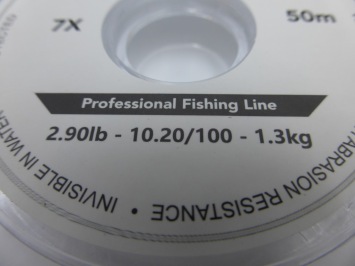 7X
50m
Professional Fishing Line
2.90lb - 10.20/100 - 1.3kg
INVISIBLE IN WATER • ABRASION RESISTANCE